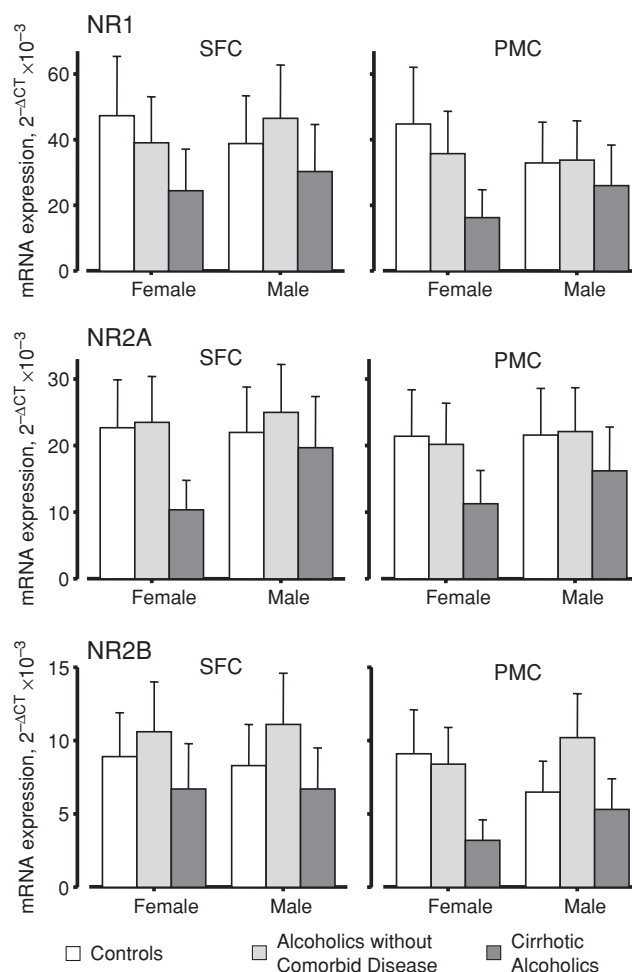 NR1
SFC
PMC
mRNA expression, 2⁻ΔCT ×10⁻³
60
40
20
0
Female Male Female Male
NR2A
SFC
PMC
mRNA expression, 2⁻ΔCT ×10⁻³
30
20
10
0
Female Male Female Male
NR2B
SFC
PMC
mRNA expression, 2⁻ΔCT ×10⁻³
15
10
5
0
Female Male Female Male
Controls
Alcoholics without
Comorbid Disease
Cirrhotic
Alcoholics